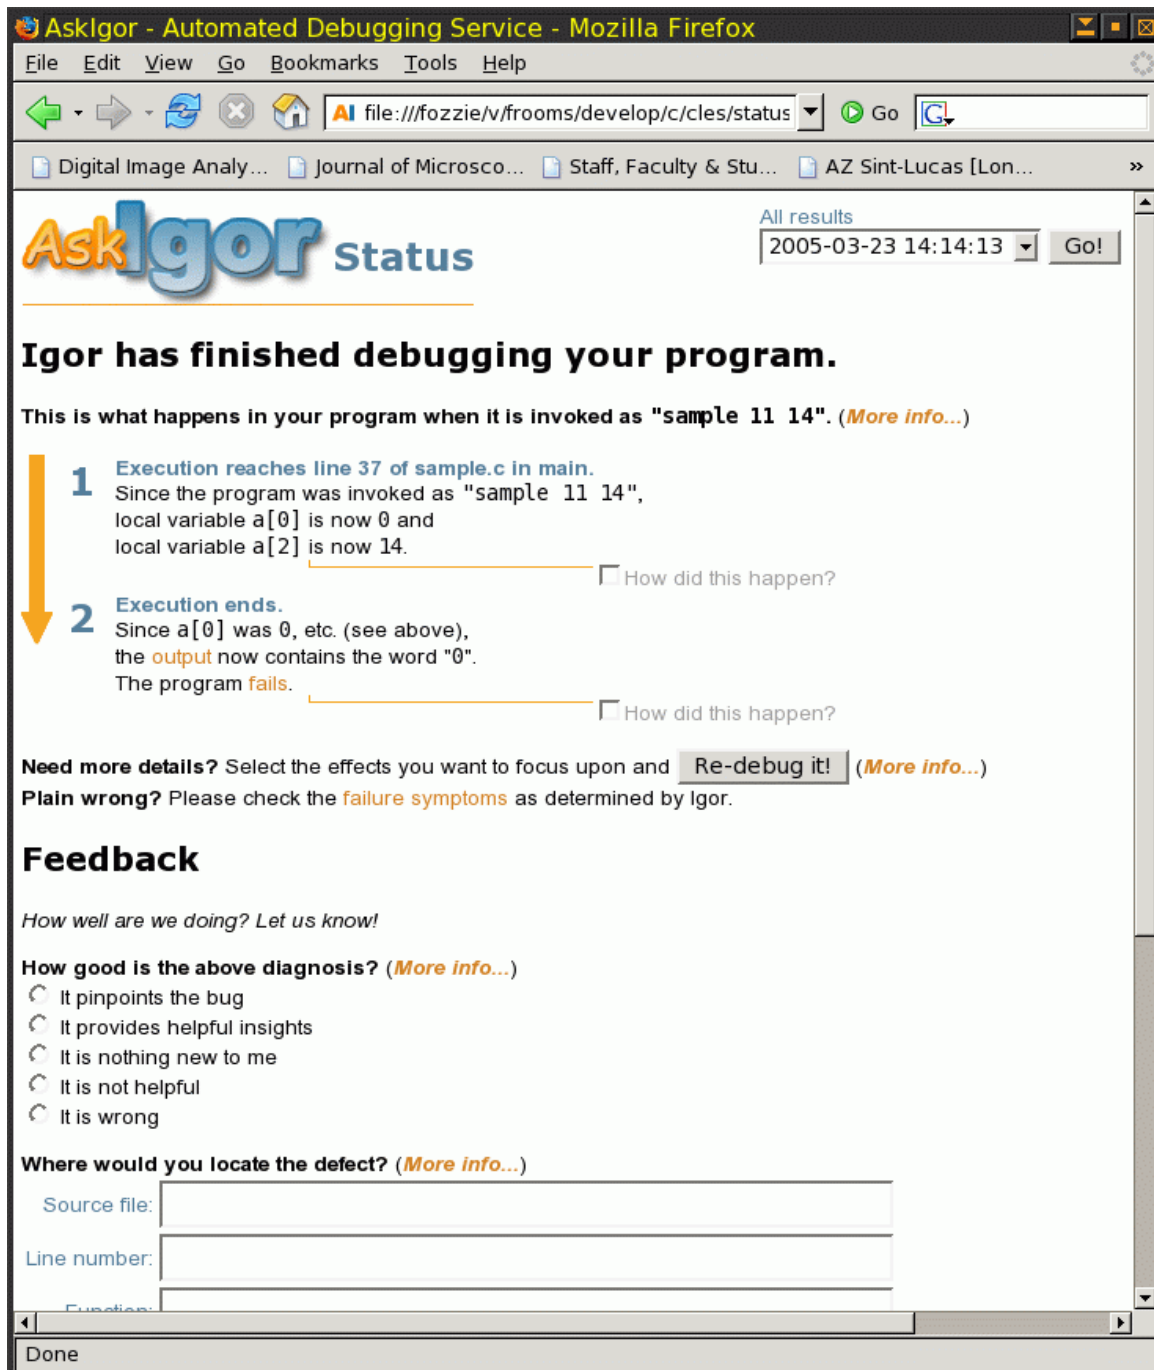 AskIgor - Automated Debugging Service - Mozilla Firefox
File Edit View Go Bookmarks Tools Help
AI file:///fozzie/v/frooms/develop/c/cles/status Go G
Digital Image Analy... Journal of Microsco... Staff, Faculty & Stu... AZ Sint-Lucas [Lon... »
AskIgor Status
All results
2005-03-23 14:14:13 Go!
Igor has finished debugging your program.
This is what happens in your program when it is invoked as "sample 11 14". (More info...)
1 Execution reaches line 37 of sample.c in main.
Since the program was invoked as "sample 11 14",
local variable a[0] is now 0 and
local variable a[2] is now 14.
How did this happen?
2 Execution ends.
Since a[0] was 0, etc. (see above),
the output now contains the word "0".
The program fails.
How did this happen?
Need more details? Select the effects you want to focus upon and Re-debug it! (More info...)
Plain wrong? Please check the failure symptoms as determined by Igor.
Feedback
How well are we doing? Let us know!
How good is the above diagnosis? (More info...)
It pinpoints the bug
It provides helpful insights
It is nothing new to me
It is not helpful
It is wrong
Where would you locate the defect? (More info...)
Source file:
Line number:
Function:
Done